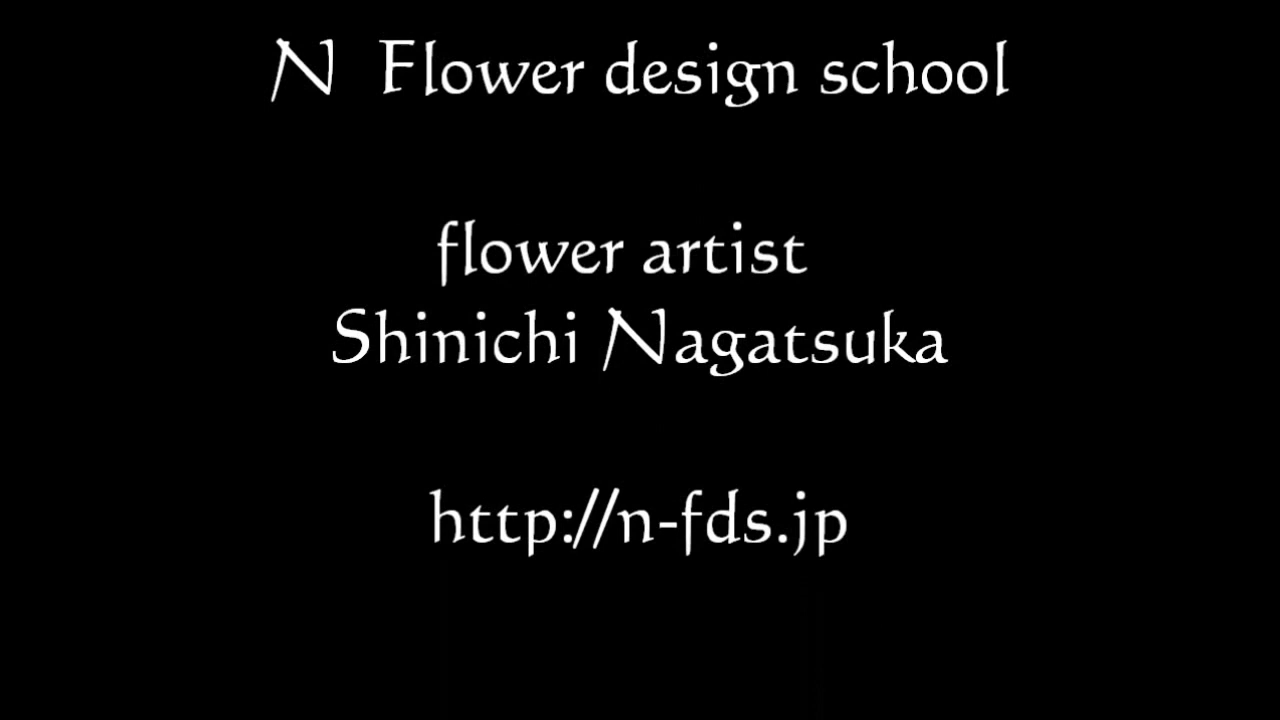 N Flower design school
flower artist
Shinichi Nagatsuka
http://n-fds.jp